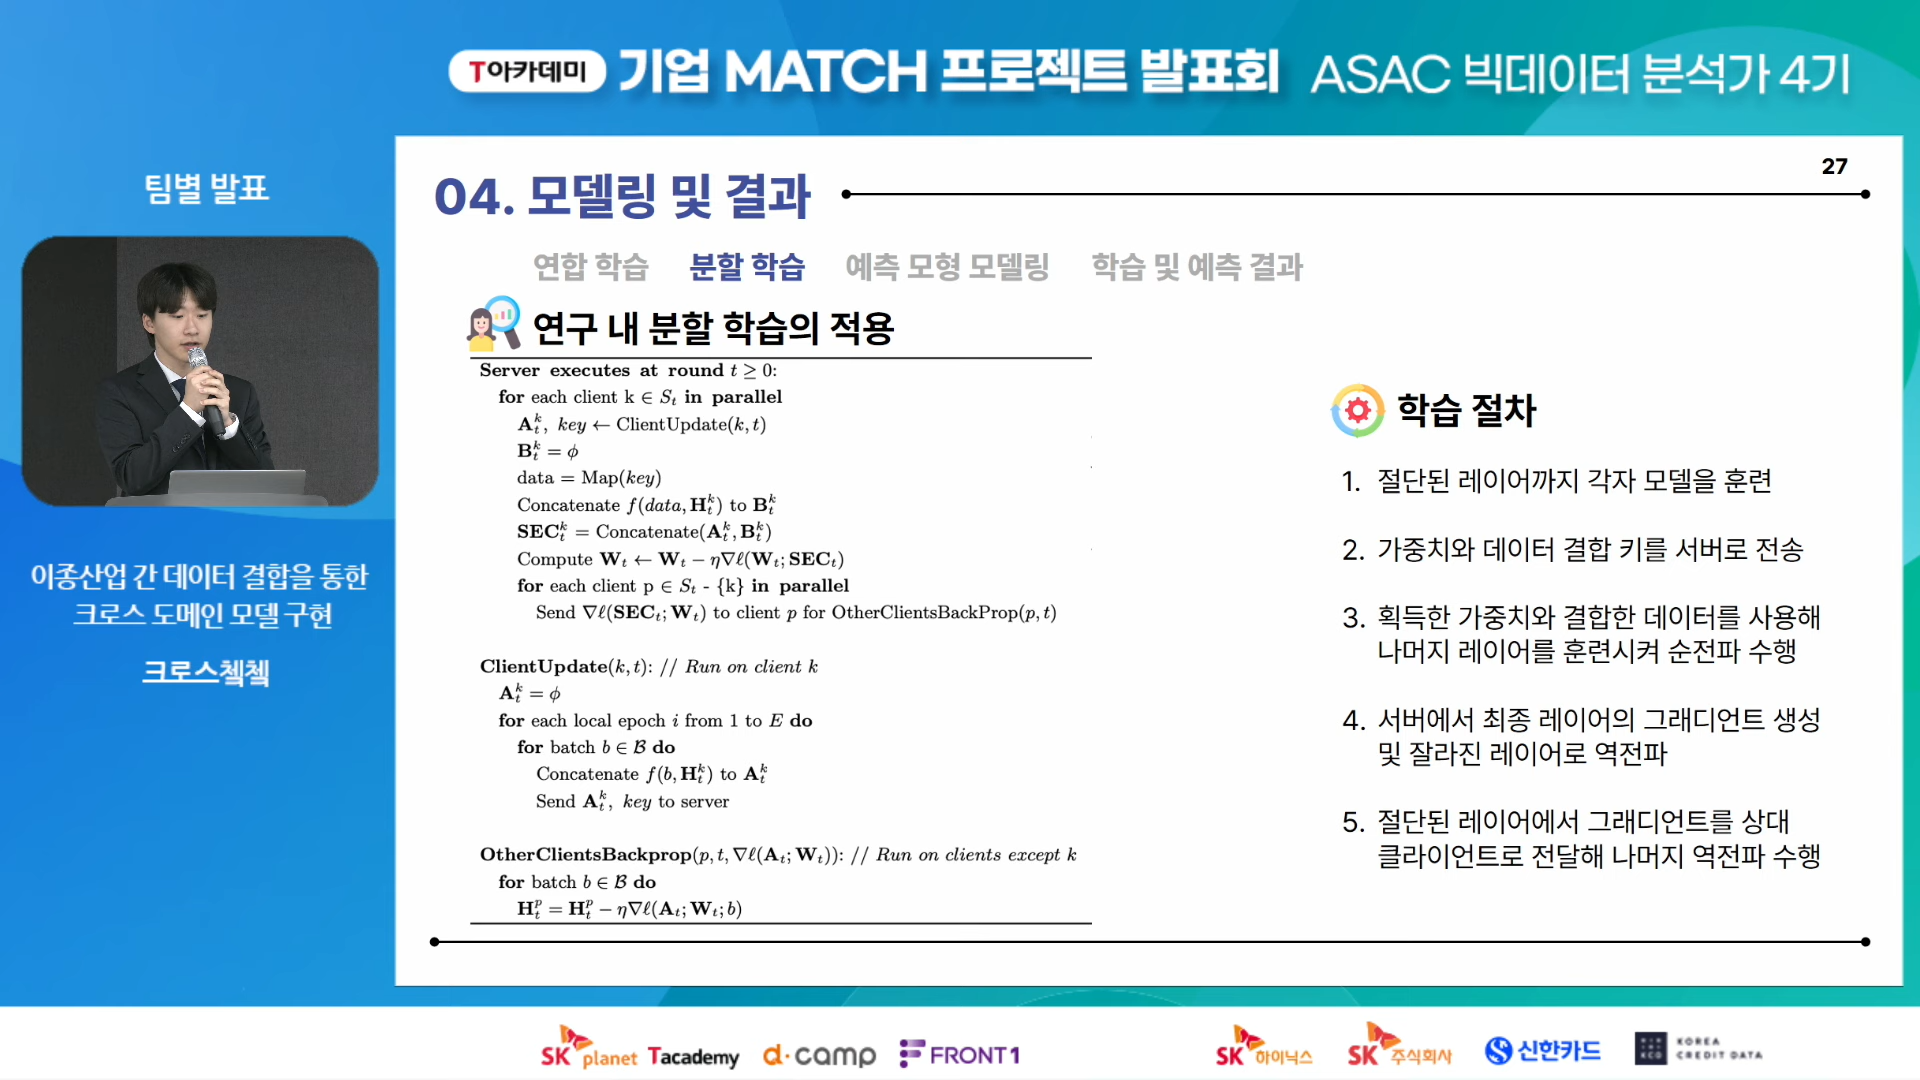 T아카데미 기업 MATCH 프로젝트 발표회 ASAC 빅데이터 분석가 4기
팀별 발표
이종산업 간 데이터 결합을 통한
크로스 도메인 모델 구현
크로스쳌쳌
27
04. 모델링 및 결과
연합 학습 분할 학습 예측 모형 모델링 학습 및 예측 결과
연구 내 분할 학습의 적용
Server executes at round t ≥ 0:
for each client k ∈ S_t in parallel
A_t^k, key ← ClientUpdate(k, t)
B_t^k = ϕ
data = Map(key)
Concatenate f(data, H_t^k) to B_t^k
SEC_t^k = Concatenate(A_t^k, B_t^k)
Compute W_t ← W_t − η∇ℓ(W_t; SEC_t)
for each client p ∈ S_t - {k} in parallel
Send ∇ℓ(SEC_t; W_t) to client p for OtherClientsBackProp(p, t)
ClientUpdate(k, t): // Run on client k
A_t^k = ϕ
for each local epoch i from 1 to E do
for batch b ∈ B do
Concatenate f(b, H_t^k) to A_t^k
Send A_t^k, key to server
OtherClientsBackprop(p, t, ∇ℓ(A_t; W_t)): // Run on clients except k
for batch b ∈ B do
H_t^p = H_t^p − η∇ℓ(A_t; W_t; b)
학습 절차
1. 절단된 레이어까지 각자 모델을 훈련
2. 가중치와 데이터 결합 키를 서버로 전송
3. 획득한 가중치와 결합한 데이터를 사용해
나머지 레이어를 훈련시켜 순전파 수행
4. 서버에서 최종 레이어의 그래디언트 생성
및 잘라진 레이어로 역전파
5. 절단된 레이어에서 그래디언트를 상대
클라이언트로 전달해 나머지 역전파 수행
SK planet Tacademy d·camp FRONT1 SK 하이닉스 SK 주식회사 신한카드 KOREA CREDIT DATA